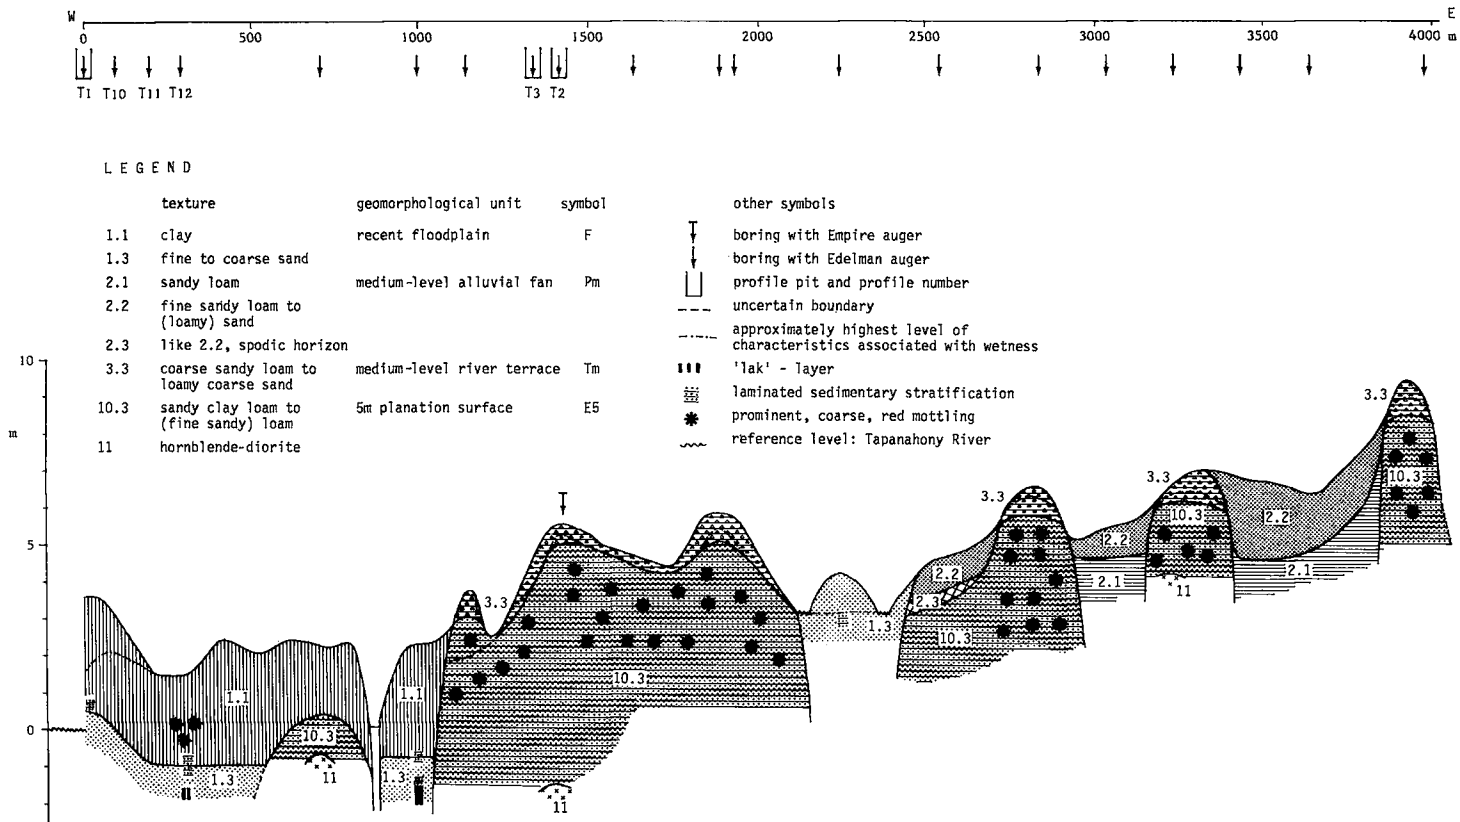 W E
0 500 1000 1500 2000 2500 3000 3500 4000 m
T1 T10 T11 T12 T3 T2
LEGEND
texture geomorphological unit symbol
1.1 clay recent floodplain F
1.3 fine to coarse sand
2.1 sandy loam medium-level alluvial fan Pm
2.2 fine sandy loam to
(loamy) sand
2.3 like 2.2, spodic horizon
3.3 coarse sandy loam to medium-level river terrace Tm
loamy coarse sand
10.3 sandy clay loam to 5m planation surface E5
(fine sandy) loam
11 hornblende-diorite
other symbols
boring with Empire auger
boring with Edelman auger
profile pit and profile number
uncertain boundary
approximately highest level of
characteristics associated with wetness
'lak' - layer
laminated sedimentary stratification
prominent, coarse, red mottling
reference level: Tapanahony River
10
m
5
0
3.3
10.3
3.3
3.3
10.3
2.2
2.2
2.2
2.1
2.1
11
3.3
2.3
1.3
10.3
10.3
1.1
1.1
10.3
1.3
11
1.3
11